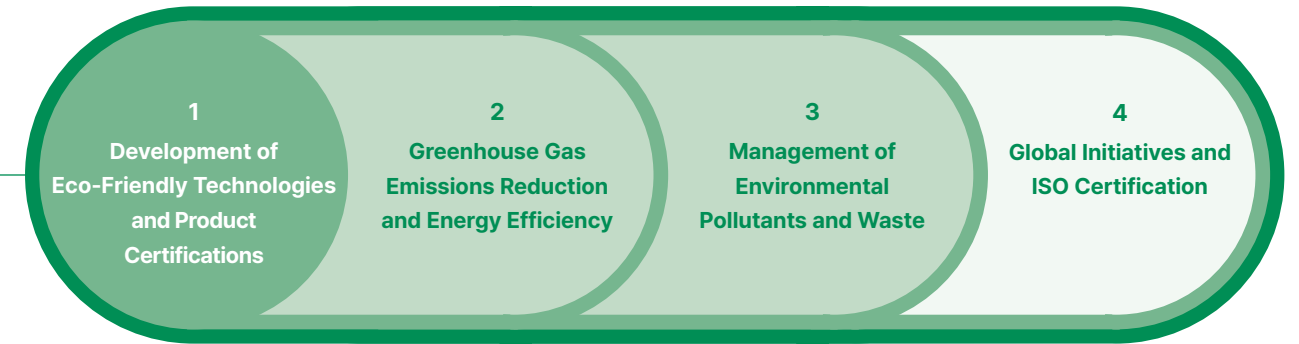 1
Development of
Eco-Friendly Technologies
and Product
Certifications
2
Greenhouse Gas
Emissions Reduction
and Energy Efficiency
3
Management of
Environmental
Pollutants and Waste
4
Global Initiatives and
ISO Certification